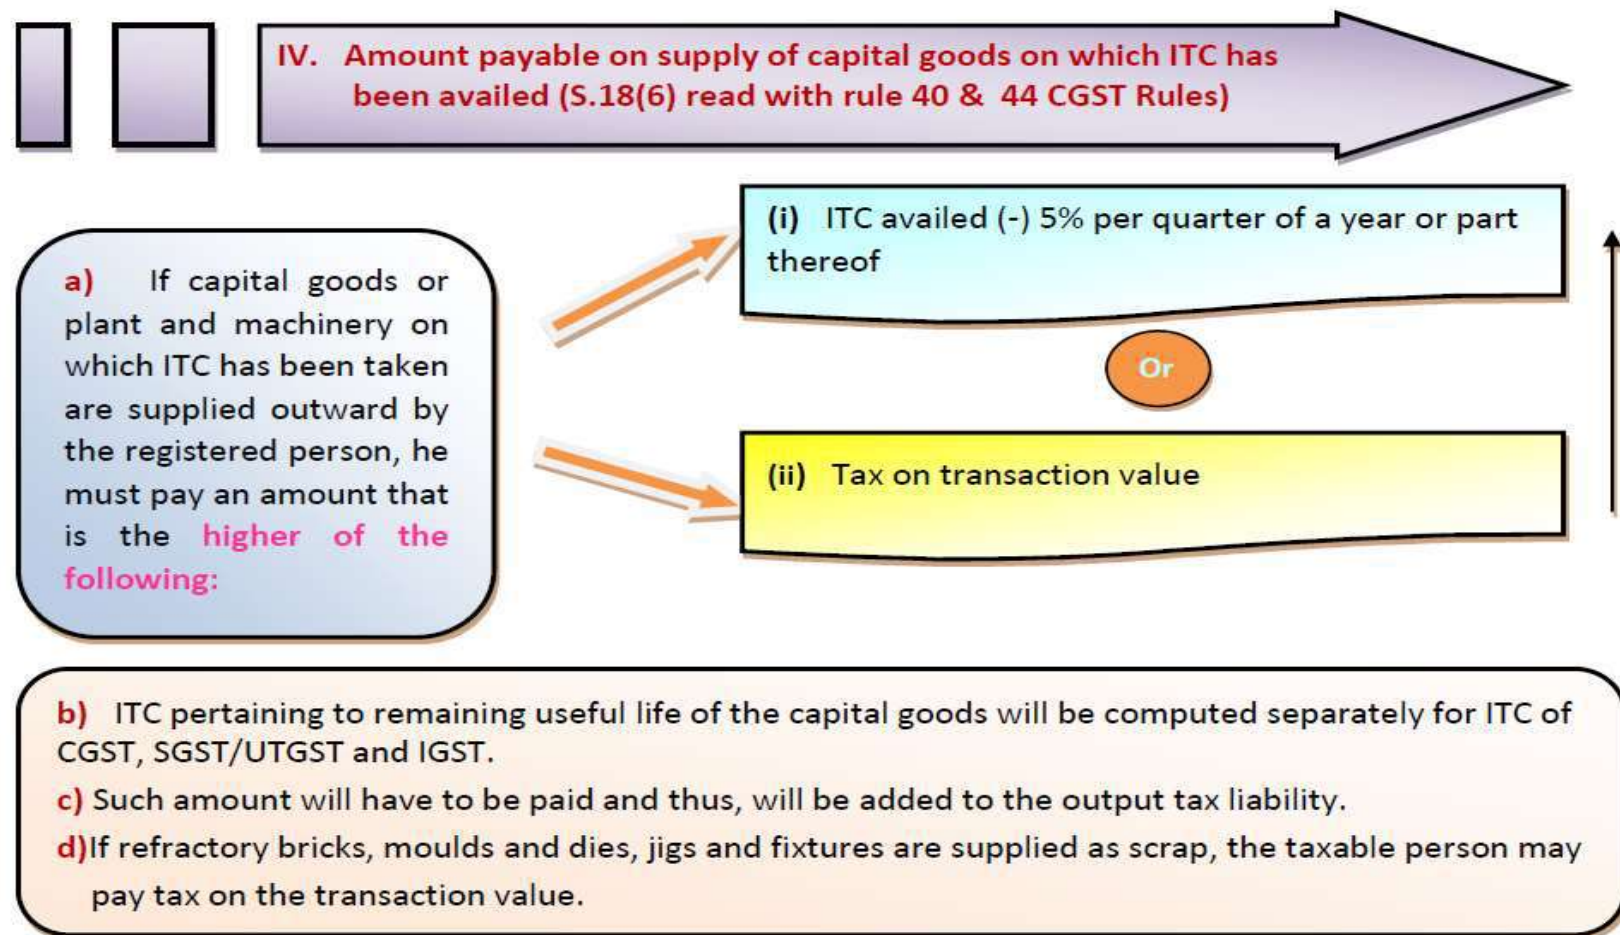 IV. Amount payable on supply of capital goods on which ITC has
been availed (S.18(6) read with rule 40 & 44 CGST Rules)
a) If capital goods or
plant and machinery on
which ITC has been taken
are supplied outward by
the registered person, he
must pay an amount that
is the higher of the
following:
(i) ITC availed (-) 5% per quarter of a year or part
thereof
Or
(ii) Tax on transaction value
b) ITC pertaining to remaining useful life of the capital goods will be computed separately for ITC of
CGST, SGST/UTGST and IGST.
c) Such amount will have to be paid and thus, will be added to the output tax liability.
d)If refractory bricks, moulds and dies, jigs and fixtures are supplied as scrap, the taxable person may
pay tax on the transaction value.